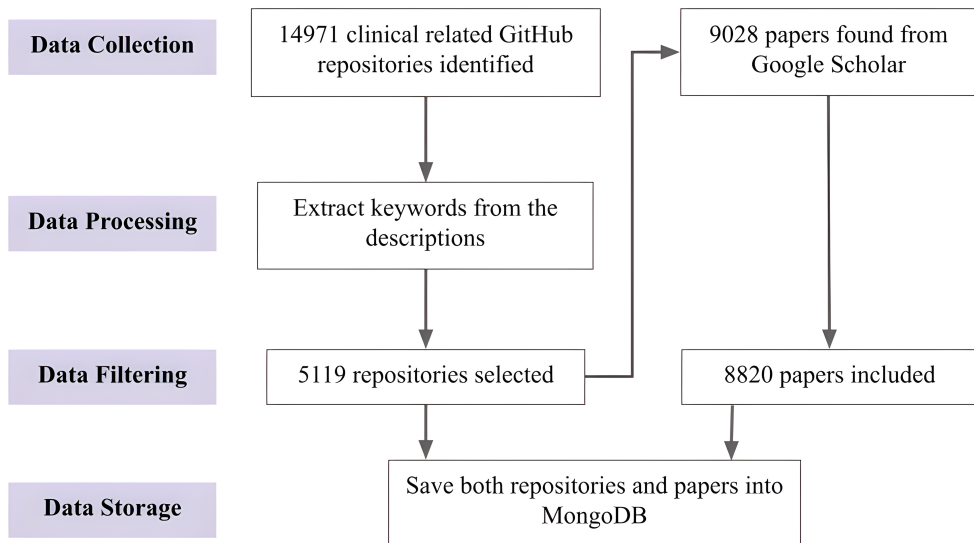 Data Collection
14971 clinical related GitHub
repositories identified
9028 papers found from
Google Scholar
Data Processing
Extract keywords from the
descriptions
Data Filtering
5119 repositories selected
8820 papers included
Data Storage
Save both repositories and papers into
MongoDB